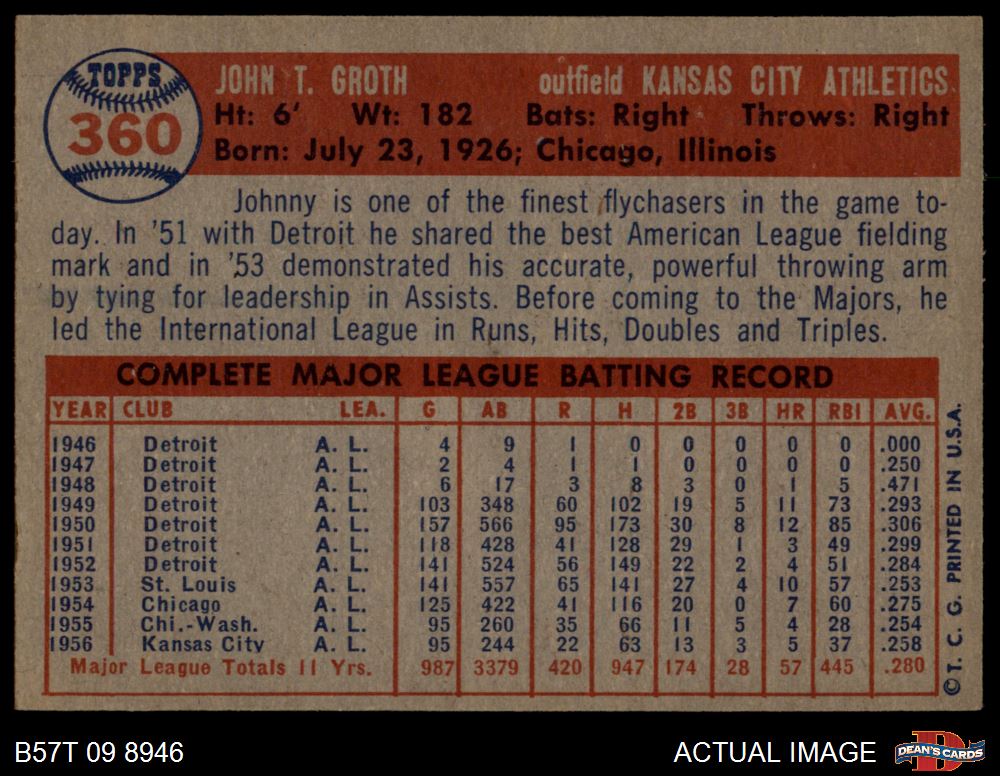 TOPPS
360
JOHN T. GROTH outfield KANSAS CITY ATHLETICS
Ht: 6' Wt: 182 Bats: Right Throws: Right
Born: July 23, 1926; Chicago, Illinois
Johnny is one of the finest flychasers in the game to-
day. In '51 with Detroit he shared the best American League fielding
mark and in '53 demonstrated his accurate, powerful throwing arm
by tying for leadership in Assists. Before coming to the Majors, he
led the International League in Runs, Hits, Doubles and Triples.
COMPLETE MAJOR LEAGUE BATTING RECORD
YEAR CLUB LEA. G AB R H 2B 3B HR RBI AVG.
1946 Detroit A. L. 4 9 1 0 0 0 0 0 .000
1947 Detroit A. L. 2 4 1 1 0 0 0 0 .250
1948 Detroit A. L. 6 17 3 8 3 0 1 5 .471
1949 Detroit A. L. 103 348 60 102 19 5 11 73 .293
1950 Detroit A. L. 157 566 95 173 30 8 12 85 .306
1951 Detroit A. L. 118 428 41 128 29 1 3 49 .299
1952 Detroit A. L. 141 524 56 149 22 2 4 51 .284
1953 St. Louis A. L. 141 557 65 141 27 4 10 57 .253
1954 Chicago A. L. 125 422 41 116 20 0 7 60 .275
1955 Chi.-Wash. A. L. 95 260 35 66 11 5 4 28 .254
1956 Kansas City A. L. 95 244 22 63 13 3 5 37 .258
Major League Totals 11 Yrs. 987 3379 420 947 174 28 57 445 .280
© T. C. G. PRINTED IN U.S.A.
B57T 09 8946 ACTUAL IMAGE
D
DEAN'S CARDS